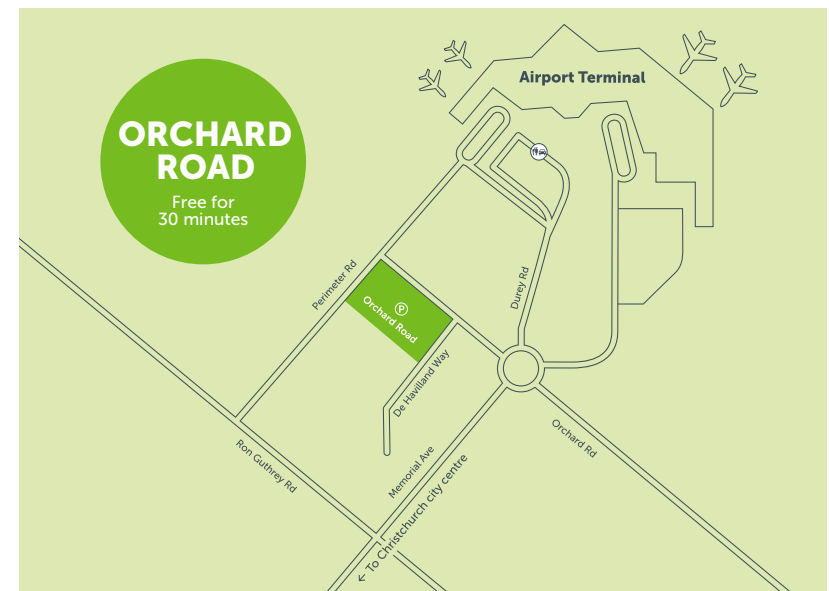 ORCHARD
ROAD
Free for
30 minutes
Airport Terminal
Perimeter Rd
Durey Rd
P
Orchard Road
De Havilland Way
Memorial Ave
Orchard Rd
Ron Guthrey Rd
← To Christchurch city centre